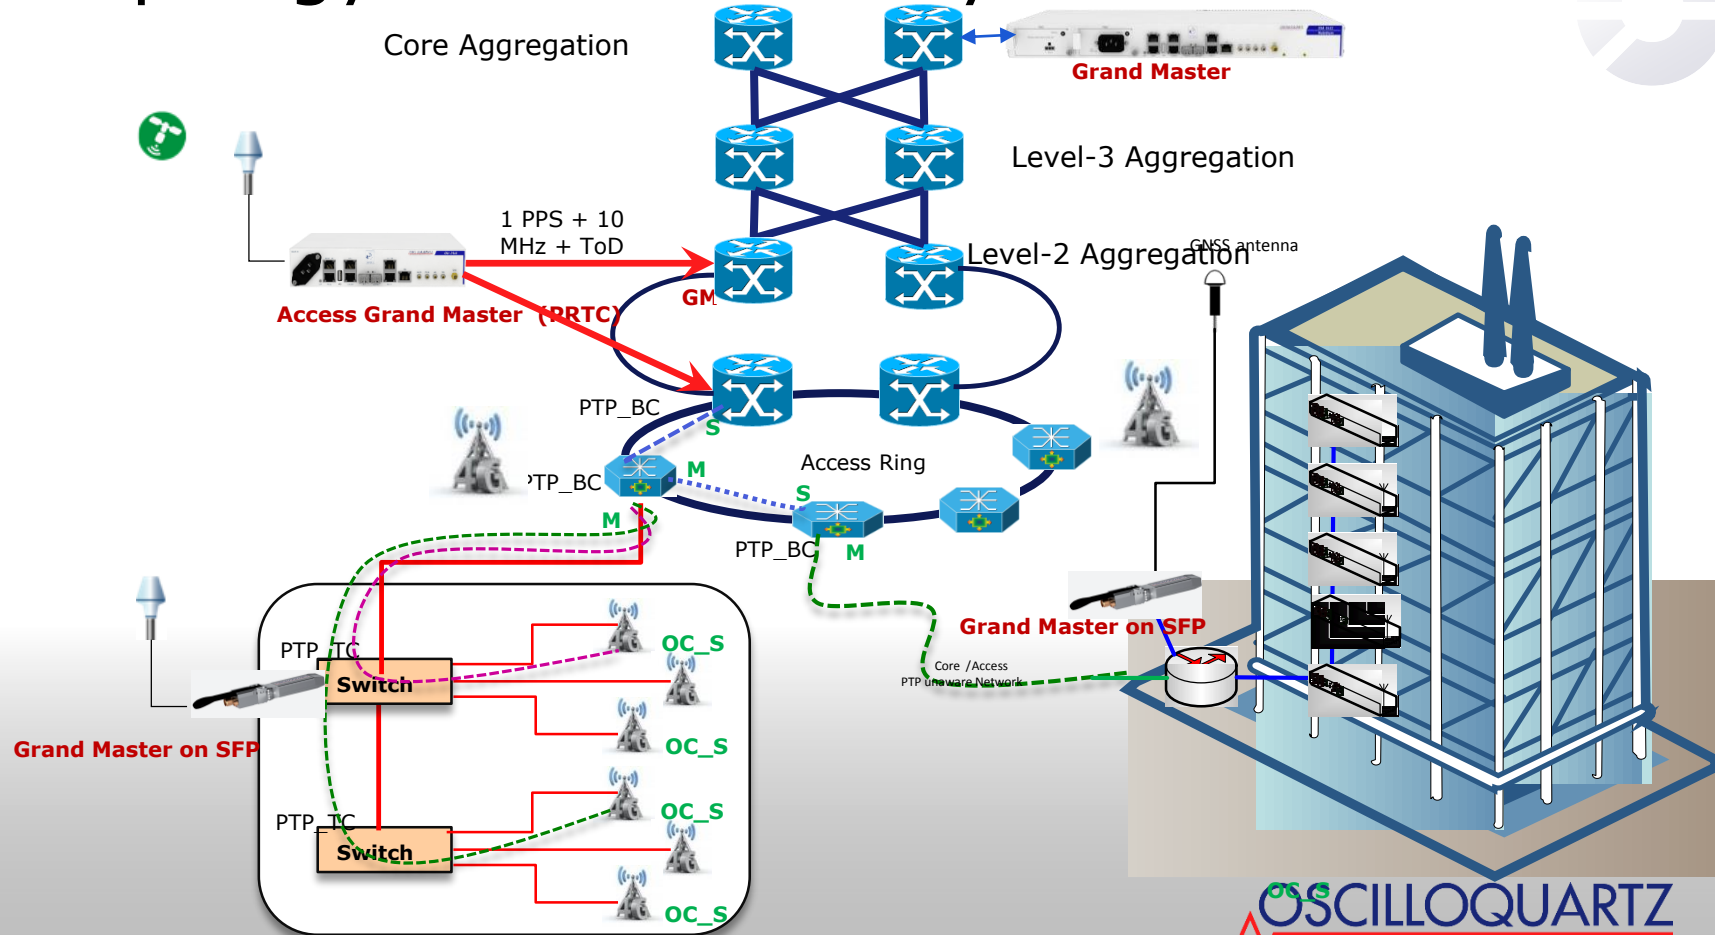 Core Aggregation
Grand Master
Level-3 Aggregation
1 PPS + 10
MHz + ToD
GNSS antenna
Level-2 Aggregation
GM
Access Grand Master (PRTC)
PTP_BC
S
Access Ring
M
PTP_BC
S
M
PTP_BC
M
Grand Master on SFP
OC_S
PTP_TC
Core /Access
PTP unaware Network
Switch
Grand Master on SFP
OC_S
OC_S
PTP_TC
Switch
OC_S
OC_S
OSCILLOQUARTZ